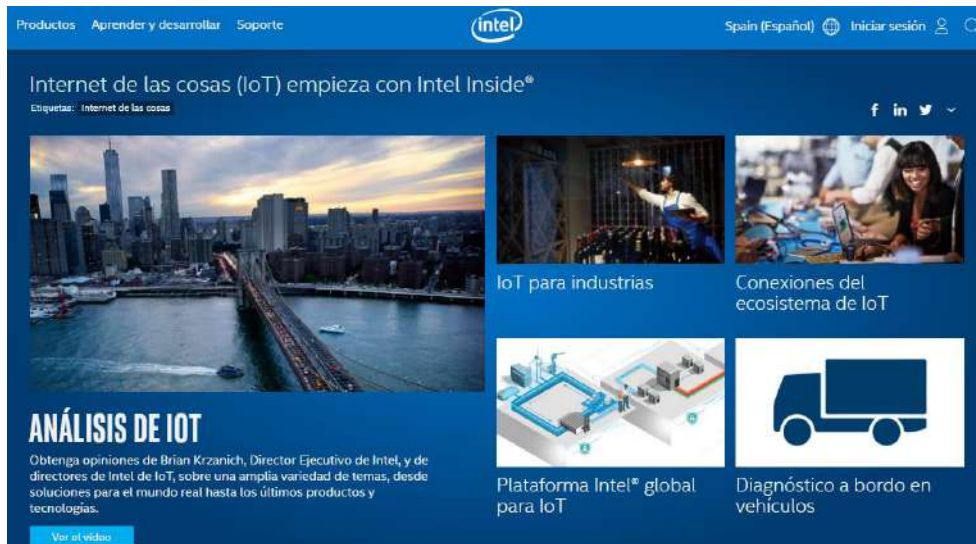 Productos Aprender y desarrollar Soporte
intel
Spain (Español) Iniciar sesión
Internet de las cosas (IoT) empieza con Intel Inside®
Etiquetas: Internet de las cosas
f in
IoT para industrias
Conexiones del
ecosistema de IoT
ANÁLISIS DE IOT
Obtenga opiniones de Brian Krzanich, Director Ejecutivo de Intel, y de
directores de Intel de IoT, sobre una amplia variedad de temas, desde
soluciones para el mundo real hasta los últimos productos y
tecnologías.
Ver el vídeo
Plataforma Intel® global
para IoT
Diagnóstico a bordo en
vehículos